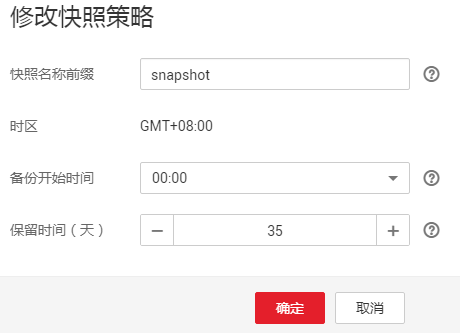 修改快照策略
快照名称前缀 snapshot
时区 GMT+08:00
备份开始时间 00:00
保留时间（天） 35
确定 取消